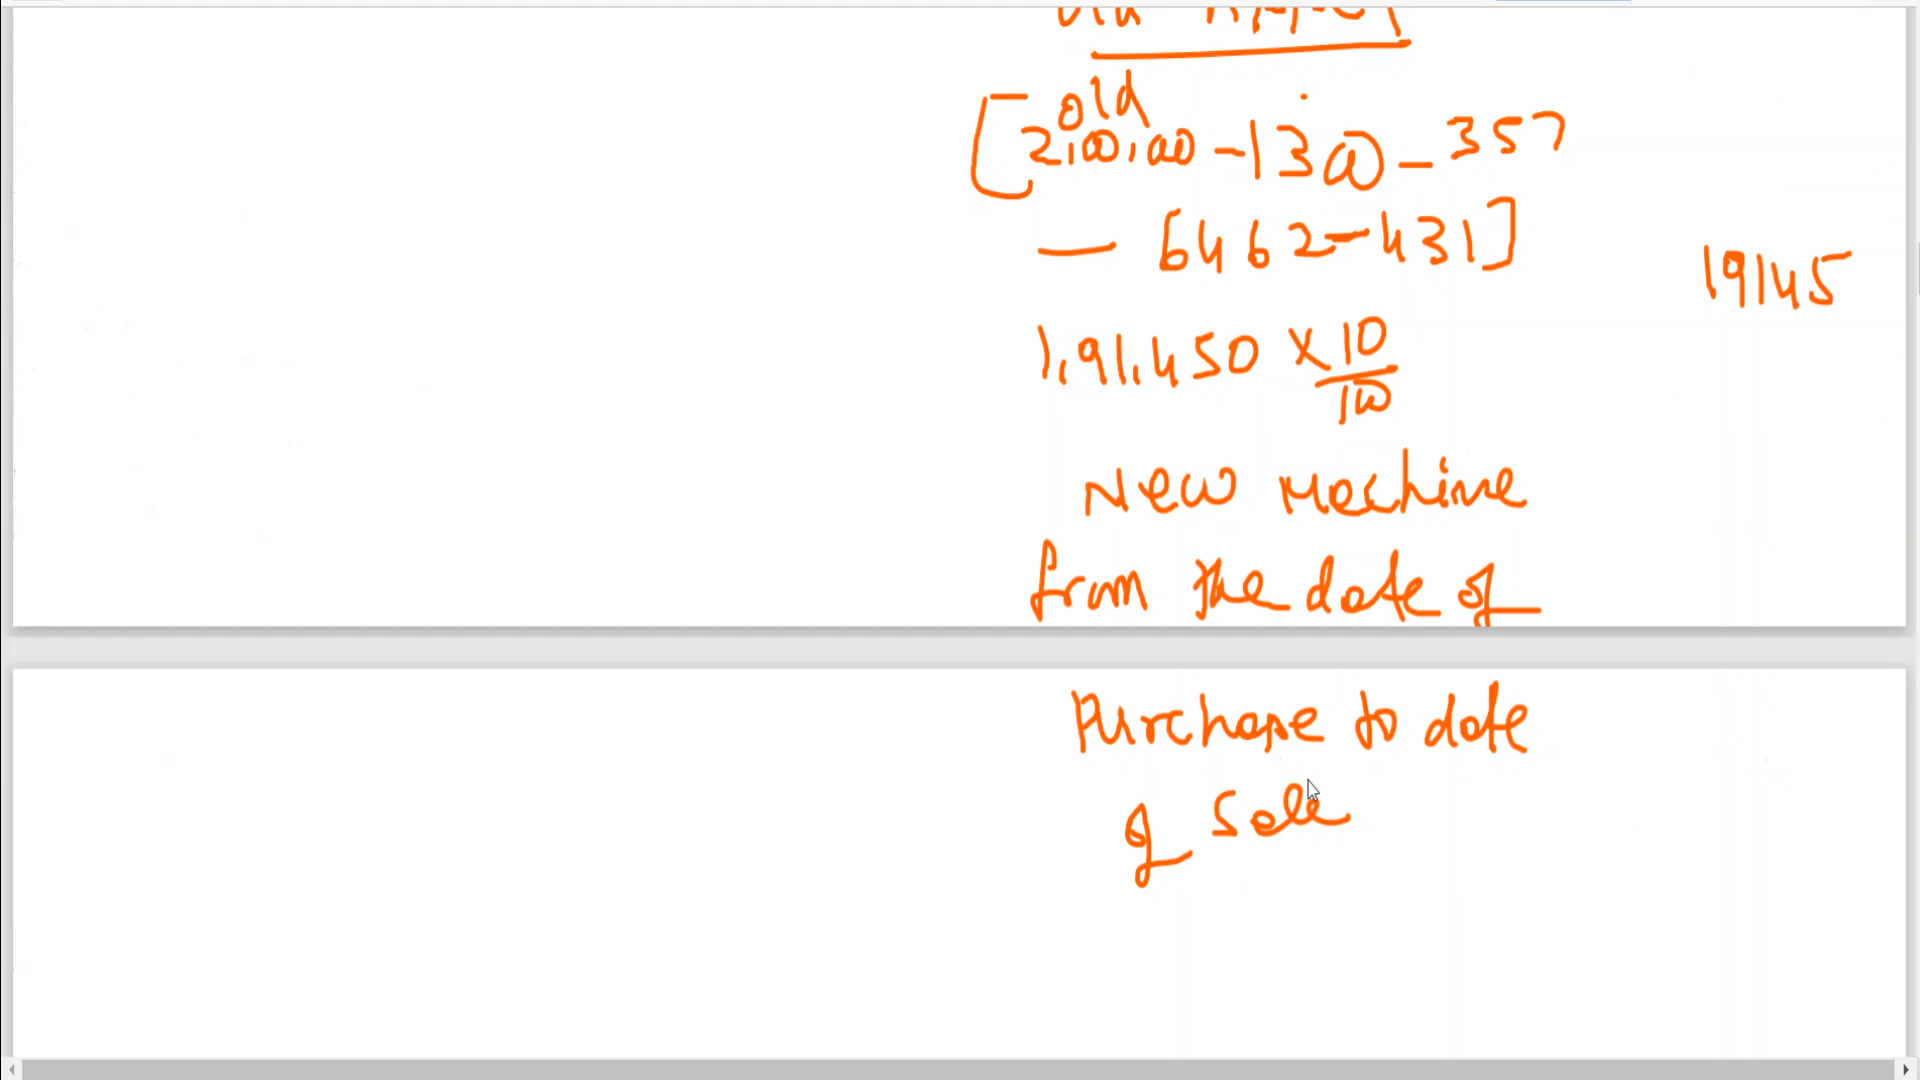 old
[2,00,000 - 1300 - 357
- 6462 - 431]
19145
1,91,450 × 10/100
New Machine
from the date of
Purchase to date
of Sale